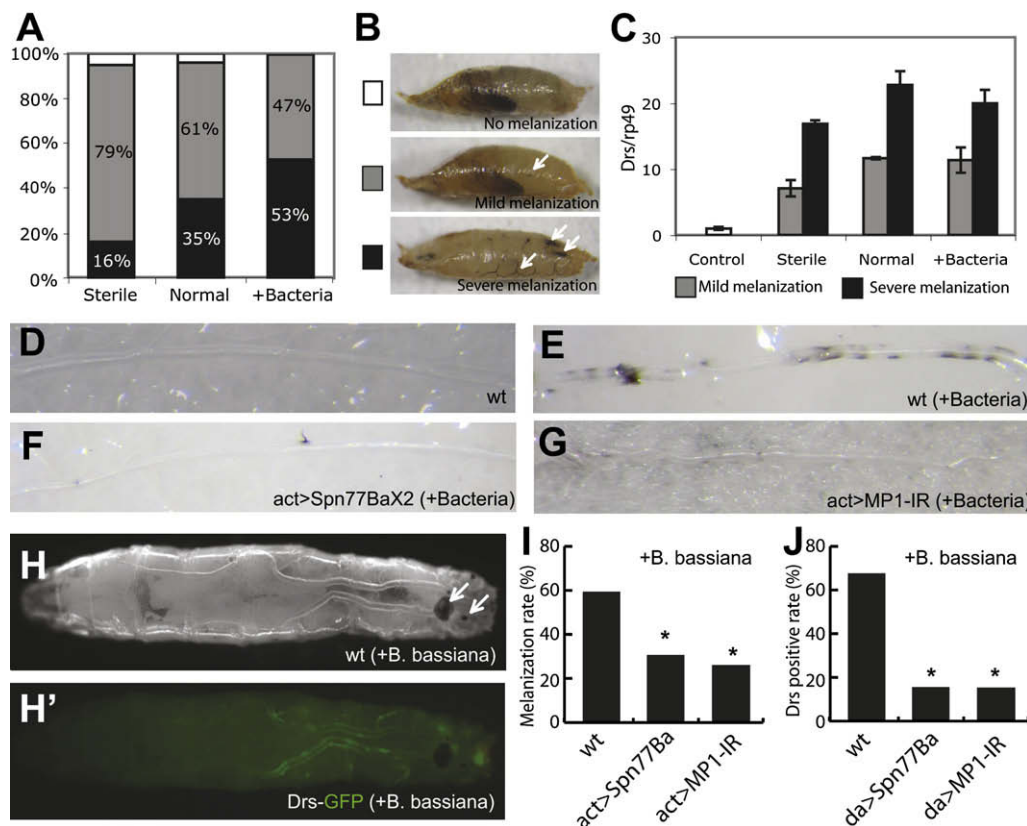 A
100%
80%
60%
40%
20%
0%
79%
16%
61%
35%
47%
53%
Sterile Normal +Bacteria
B
No melanization
Mild melanization
Severe melanization
C
Drs/rp49
30
20
10
0
Control Sterile Normal +Bacteria
Mild melanization Severe melanization
D
wt
E
wt (+Bacteria)
F
act>Spn77BaX2 (+Bacteria)
G
act>MP1-IR (+Bacteria)
H
wt (+B. bassiana)
H'
Drs-GFP (+B. bassiana)
I
+B. bassiana
Melanization rate (%)
80
60
40
20
0
* *
wt
act>Spn77Ba
act>MP1-IR
J
+B. bassiana
Drs positive rate (%)
80
60
40
20
0
* *
wt
da>Spn77Ba
da>MP1-IR